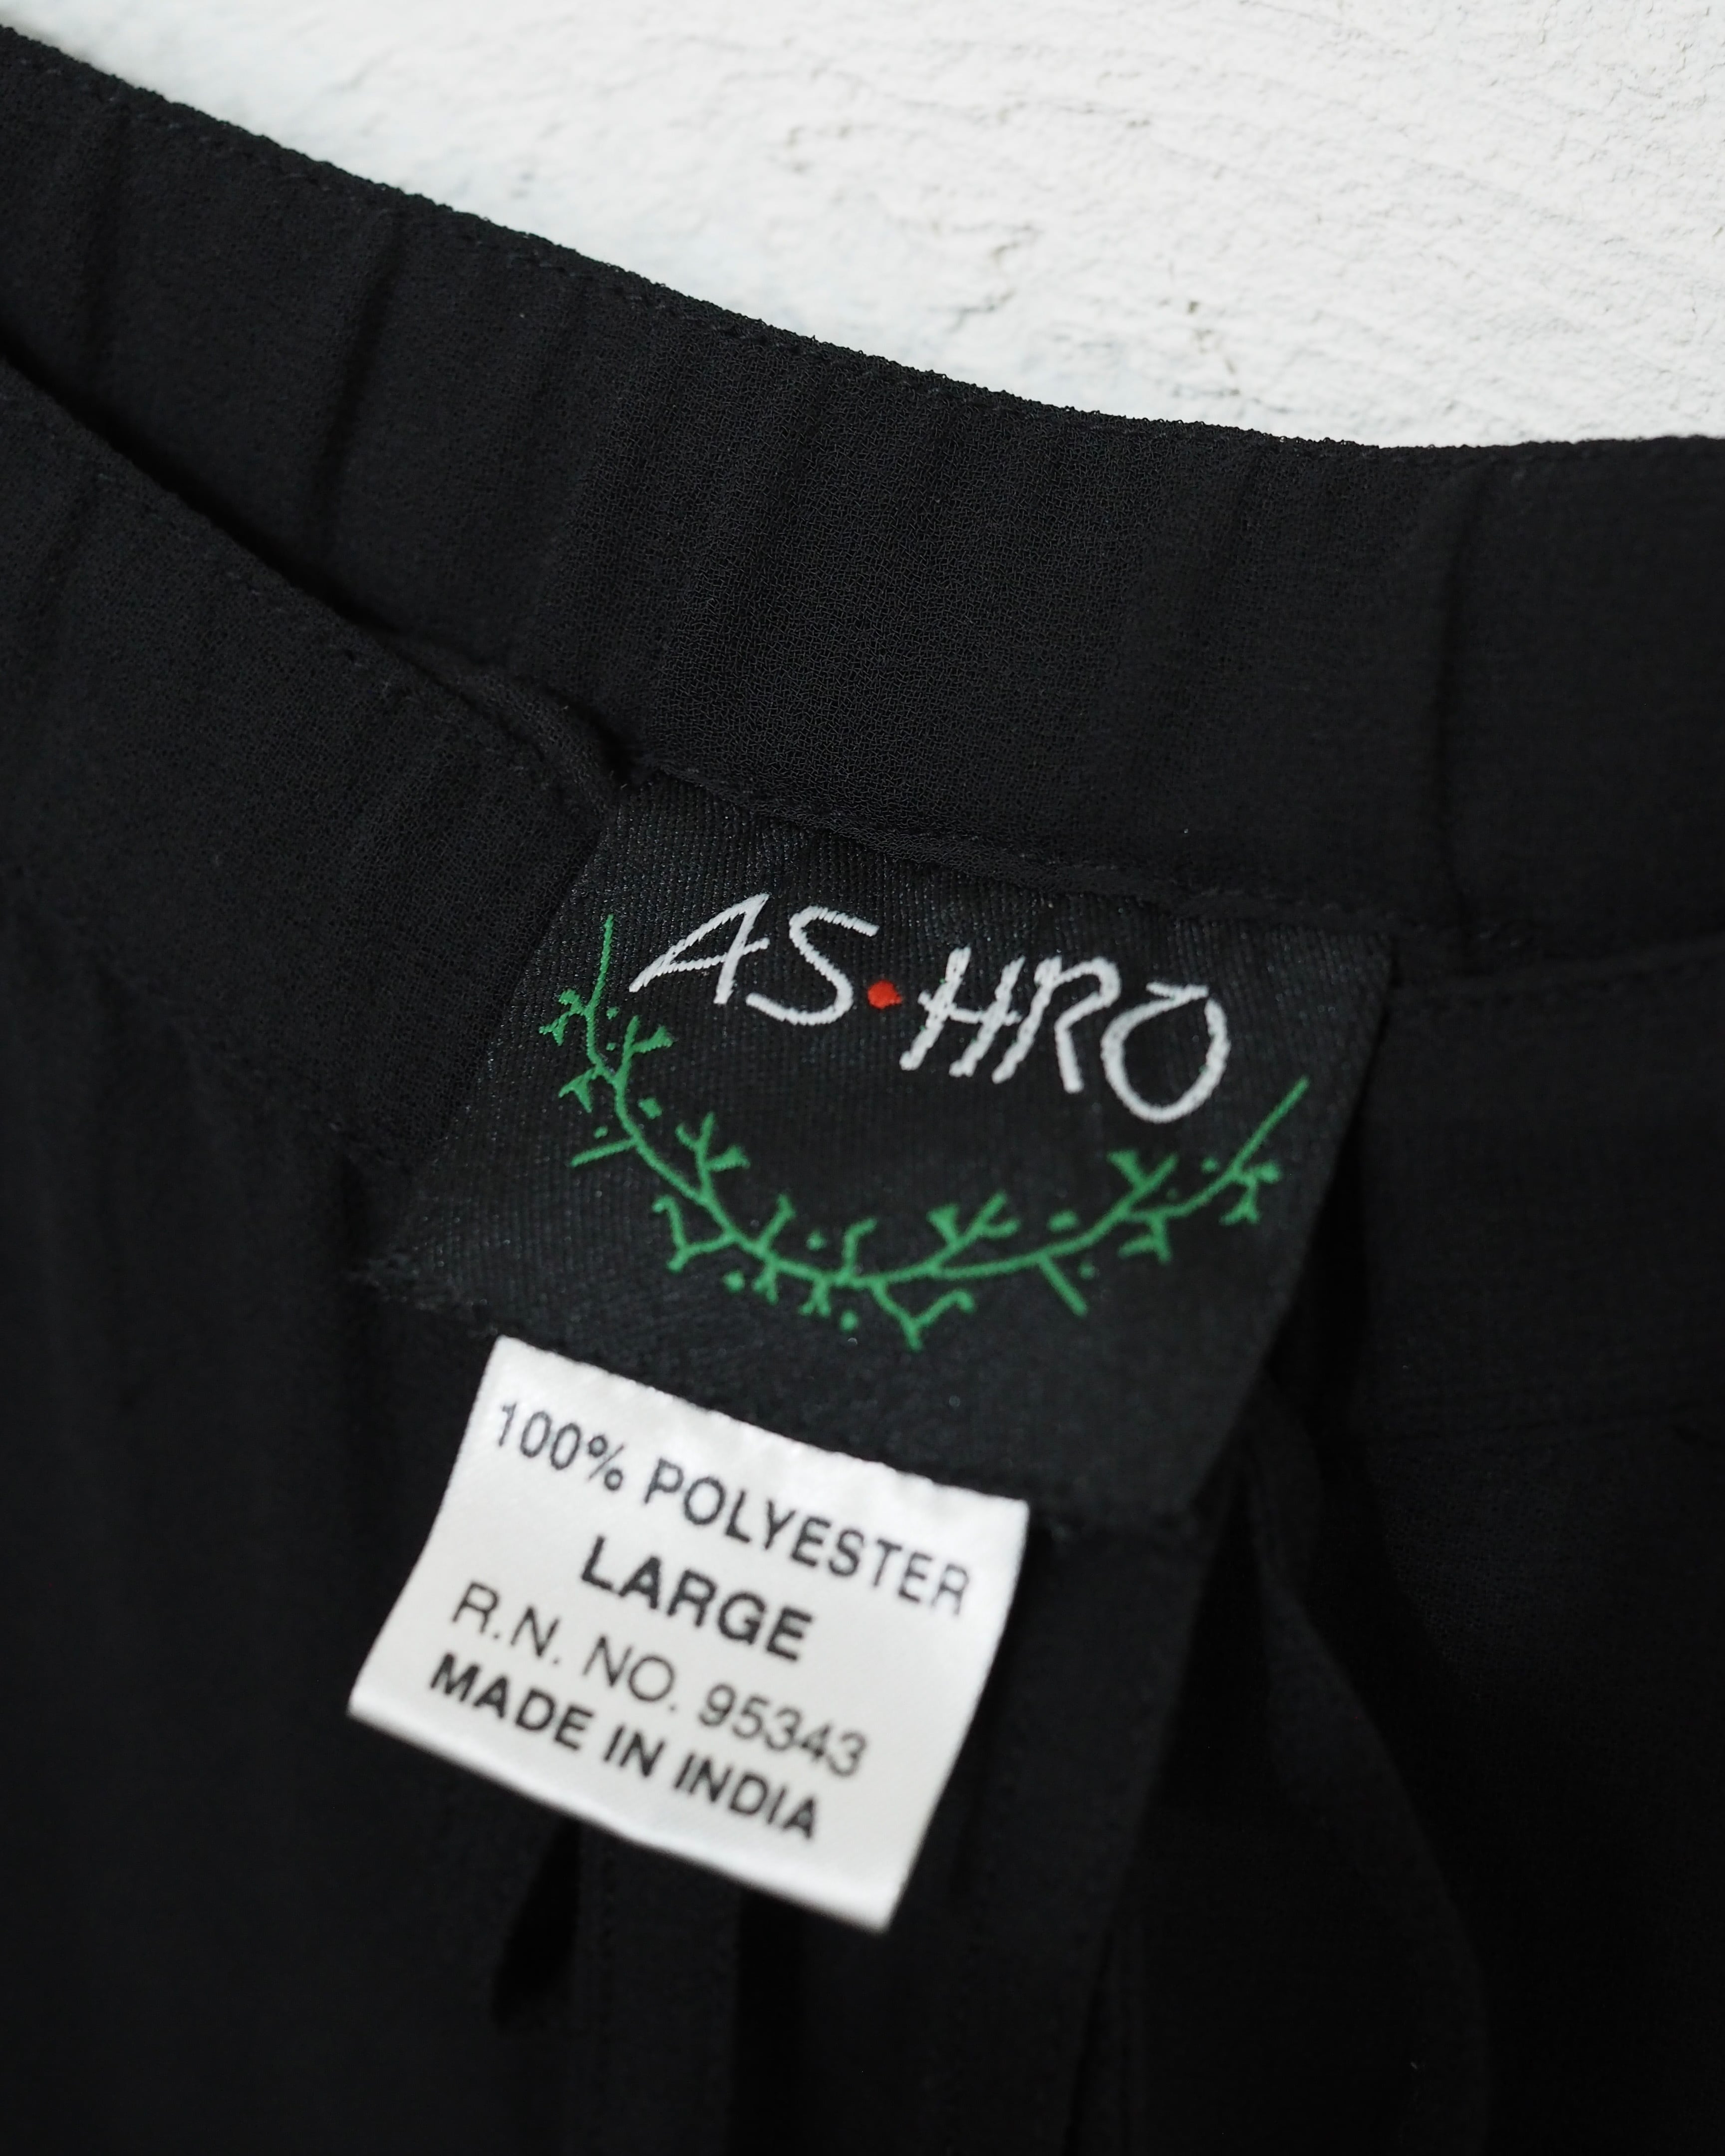 AS·HRO
100% POLYESTER
LARGE
R.N. NO. 95343
MADE IN INDIA